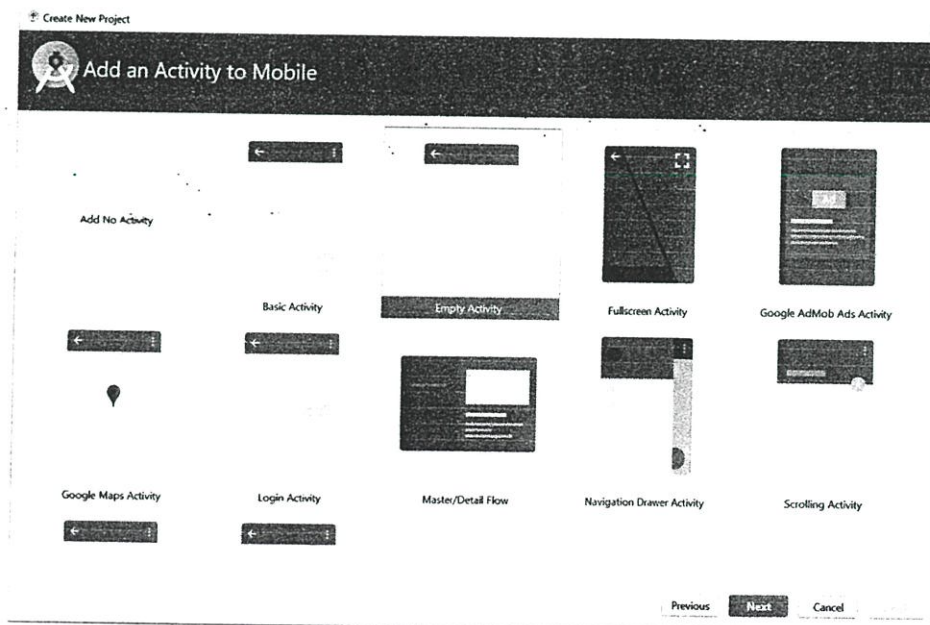 Create New Project
Add an Activity to Mobile
Add No Activity
Basic Activity
Empty Activity
Fullscreen Activity
Ad
Google AdMob Ads Activity
Google Maps Activity
Login Activity
Master/Detail Flow
Navigation Drawer Activity
Scrolling Activity
Previous
Next
Cancel